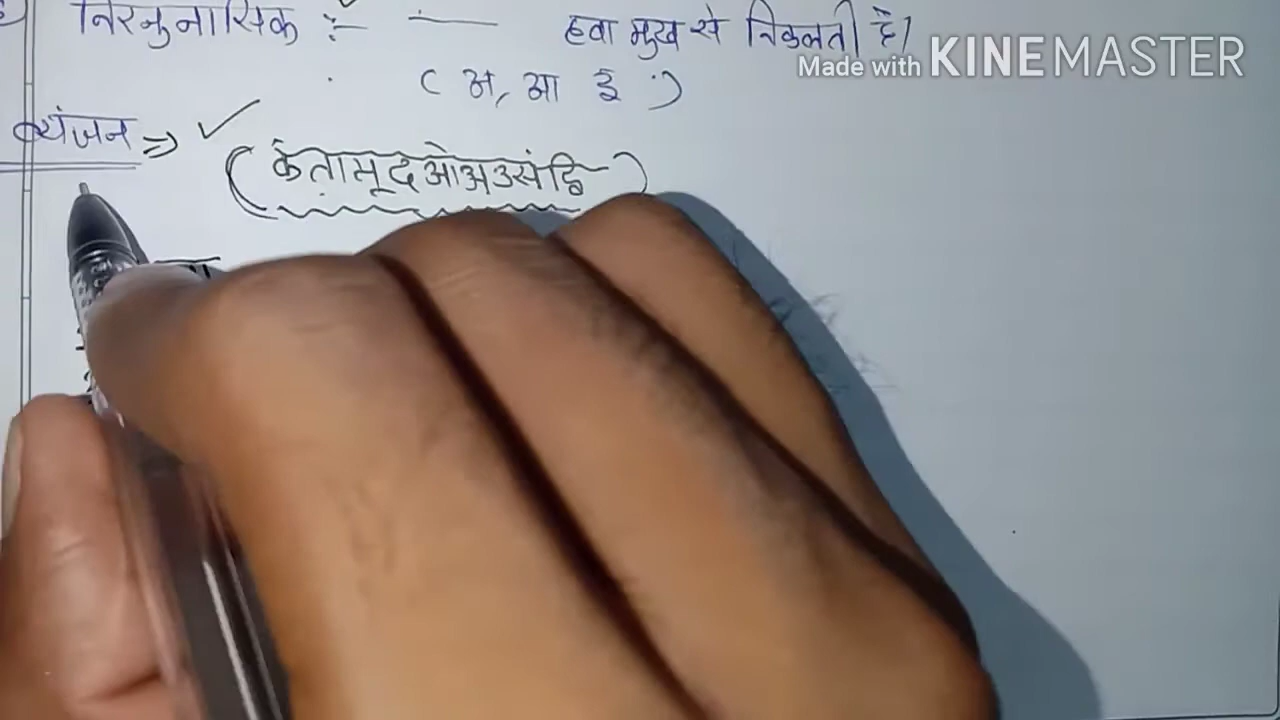 निरनुनासिक :- —— हवा मुख से निकलती है।
Made with KINEMASTER
( अ, आ ई )
व्यंजन => ✓ (केतामूदओअउसंद्वि)